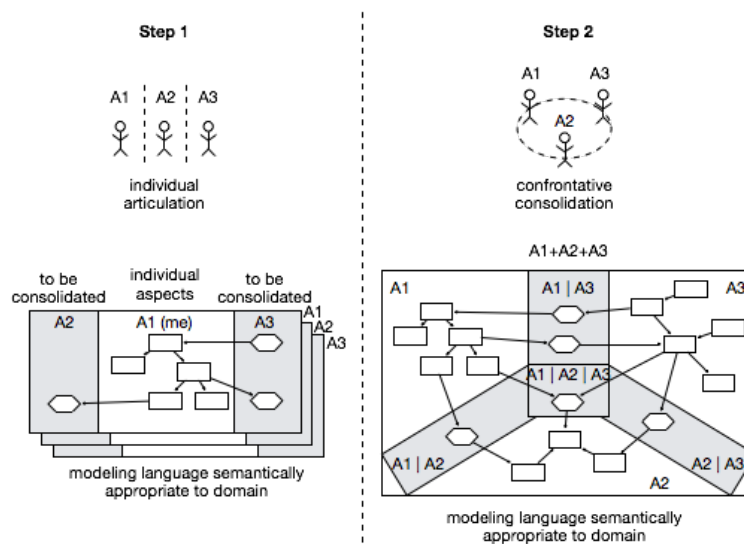 Step 1
A1 A2 A3
individual
articulation
to be
consolidated
individual
aspects
to be
consolidated
A2
A1 (me)
A3
A1
A2
A3
modeling language semantically
appropriate to domain
Step 2
A1
A3
A2
confrontative
consolidation
A1+A2+A3
A1
A1 | A3
A3
A1 | A2 | A3
A1 | A2
A2 | A3
A2
modeling language semantically
appropriate to domain